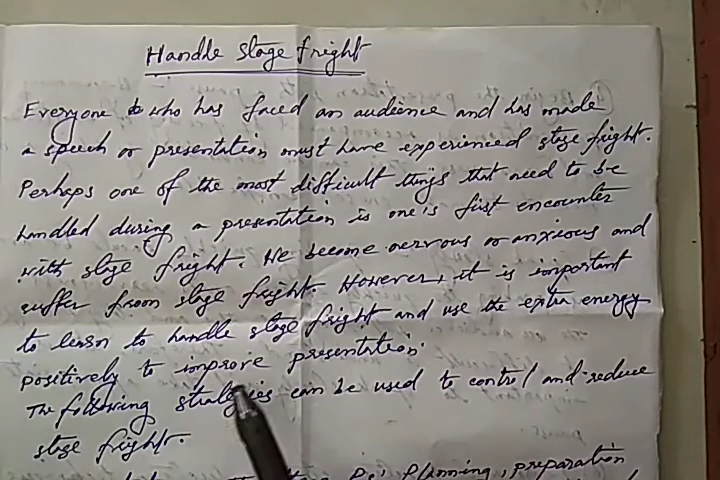 Handle stage fright
Everyone who has faced an audience and has made
a speech or presentation must have experienced stage fright.
Perhaps one of the most difficult things that need to be
handled during a presentation is one is first encounter
with stage fright. We become nervous or anxious and
suffer from stage fright. However, it is important
to learn to handle stage fright and use the extra energy
positively to improve presentation.
The following strategies can be used to control and reduce
stage fright.
Ps' Planning, preparation